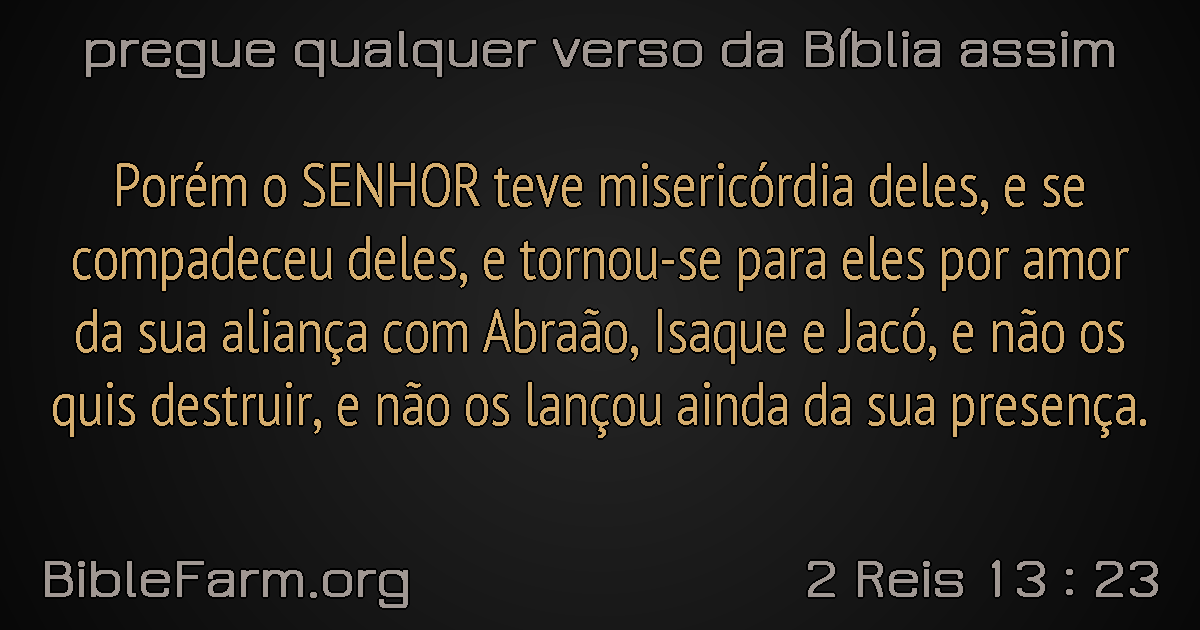 pregue qualquer verso da Bíblia assim
Porém o SENHOR teve misericórdia deles, e se
compadeceu deles, e tornou-se para eles por amor
da sua aliança com Abraão, Isaque e Jacó, e não os
quis destruir, e não os lançou ainda da sua presença.
BibleFarm.org
2 Reis 13 : 23